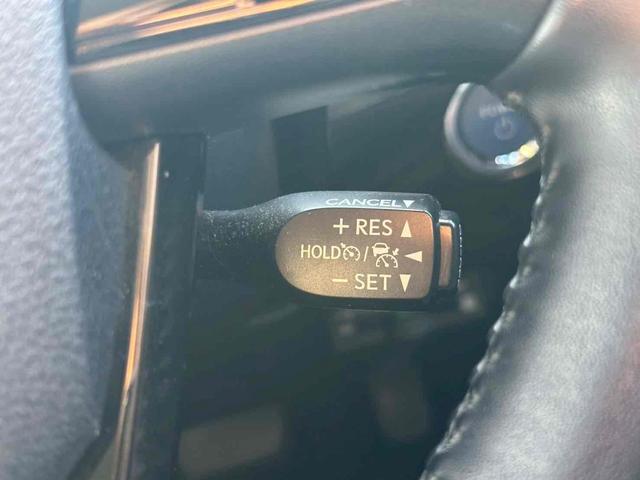 CANCEL▼
+ RES ▲
HOLD / ◄
− SET ▼